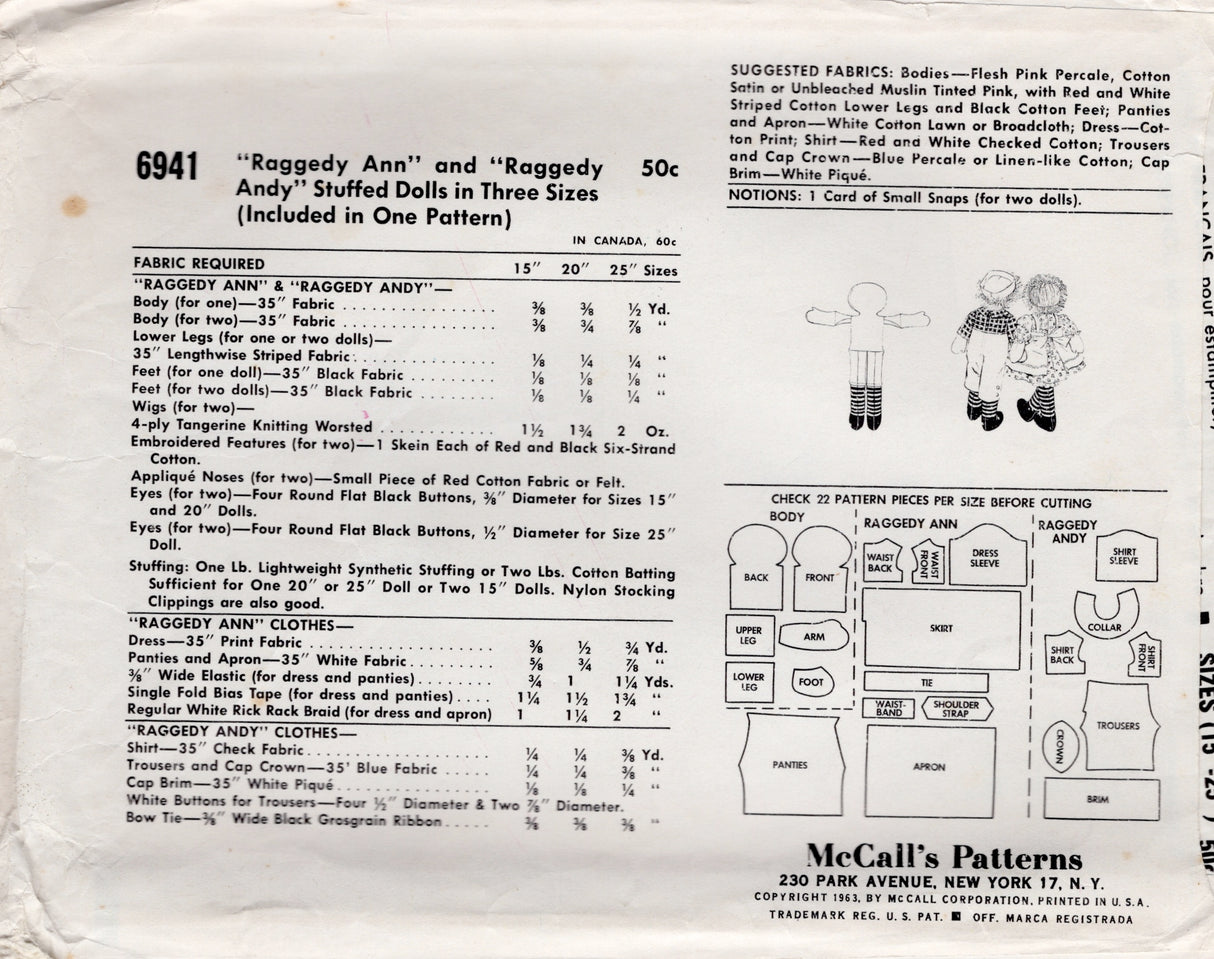 6941 "Raggedy Ann" and "Raggedy 50c
Andy" Stuffed Dolls in Three Sizes
(Included in One Pattern)
IN CANADA, 60c
FABRIC REQUIRED 15" 20" 25" Sizes
"RAGGEDY ANN" & "RAGGEDY ANDY"—
Body (for one)—35" Fabric ............ ⅜ ⅜ ½ Yd.
Body (for two)—35" Fabric ............ ⅜ ¾ ⅞ "
Lower Legs (for one or two dolls)—
35" Lengthwise Striped Fabric ............ ⅛ ¼ ¼ "
Feet (for one doll)—35" Black Fabric ........ ⅛ ⅛ ⅛ "
Feet (for two dolls)—35" Black Fabric ....... ⅛ ⅛ ¼ "
Wigs (for two)—
4-ply Tangerine Knitting Worsted ........... 1½ 1¾ 2 Oz.
Embroidered Features (for two)—1 Skein Each of Red and Black Six-Strand
Cotton.
Appliqué Noses (for two)—Small Piece of Red Cotton Fabric or Felt.
Eyes (for two)—Four Round Flat Black Buttons, ⅜" Diameter for Sizes 15"
and 20" Dolls.
Eyes (for two)—Four Round Flat Black Buttons, ½" Diameter for Size 25"
Doll.
Stuffing: One Lb. Lightweight Synthetic Stuffing or Two Lbs. Cotton Batting
Sufficient for One 20" or 25" Doll or Two 15" Dolls. Nylon Stocking
Clippings are also good.
"RAGGEDY ANN" CLOTHES—
Dress—35" Print Fabric ............ ⅜ ½ ¾ Yd.
Panties and Apron—35" White Fabric ........ ⅝ ¾ ⅞ "
⅜" Wide Elastic (for dress and panties) ....... ¾ 1 1¼ Yds.
Single Fold Bias Tape (for dress and panties) .... 1¼ 1½ 1¾ "
Regular White Rick Rack Braid (for dress and apron) 1 1¼ 2 "
"RAGGEDY ANDY" CLOTHES—
Shirt—35" Check Fabric ............ ¼ ¼ ⅜ Yd.
Trousers and Cap Crown—35' Blue Fabric ..... ¼ ¼ ⅜ "
Cap Brim—35" White Piqué ............ ⅛ ⅛ ¼ "
White Buttons for Trousers—Four ½" Diameter & Two ⅞" Diameter.
Bow Tie—⅜" Wide Black Grosgrain Ribbon ..... ⅜ ⅜ ⅜ "
SUGGESTED FABRICS: Bodies—Flesh Pink Percale, Cotton
Satin or Unbleached Muslin Tinted Pink, with Red and White
Striped Cotton Lower Legs and Black Cotton Feet; Panties
and Apron—White Cotton Lawn or Broadcloth; Dress—Cot-
ton Print; Shirt—Red and White Checked Cotton; Trousers
and Cap Crown—Blue Percale or Linen-like Cotton; Cap
Brim—White Piqué.
NOTIONS: 1 Card of Small Snaps (for two dolls).
CHECK 22 PATTERN PIECES PER SIZE BEFORE CUTTING
BODY
BACK
FRONT
UPPER
LEG
ARM
LOWER
LEG
FOOT
PANTIES
RAGGEDY ANN
WAIST
BACK
WAIST
FRONT
DRESS
SLEEVE
SKIRT
TIE
WAIST-
BAND
SHOULDER
STRAP
APRON
RAGGEDY
ANDY
SHIRT
SLEEVE
COLLAR
SHIRT
BACK
SHIRT
FRONT
TROUSERS
CROWN
BRIM
McCall's Patterns
230 PARK AVENUE, NEW YORK 17, N. Y.
COPYRIGHT 1963, BY McCALL CORPORATION, PRINTED IN U. S. A.
TRADEMARK REG. U. S. PAT. OFF. MARCA REGISTRADA